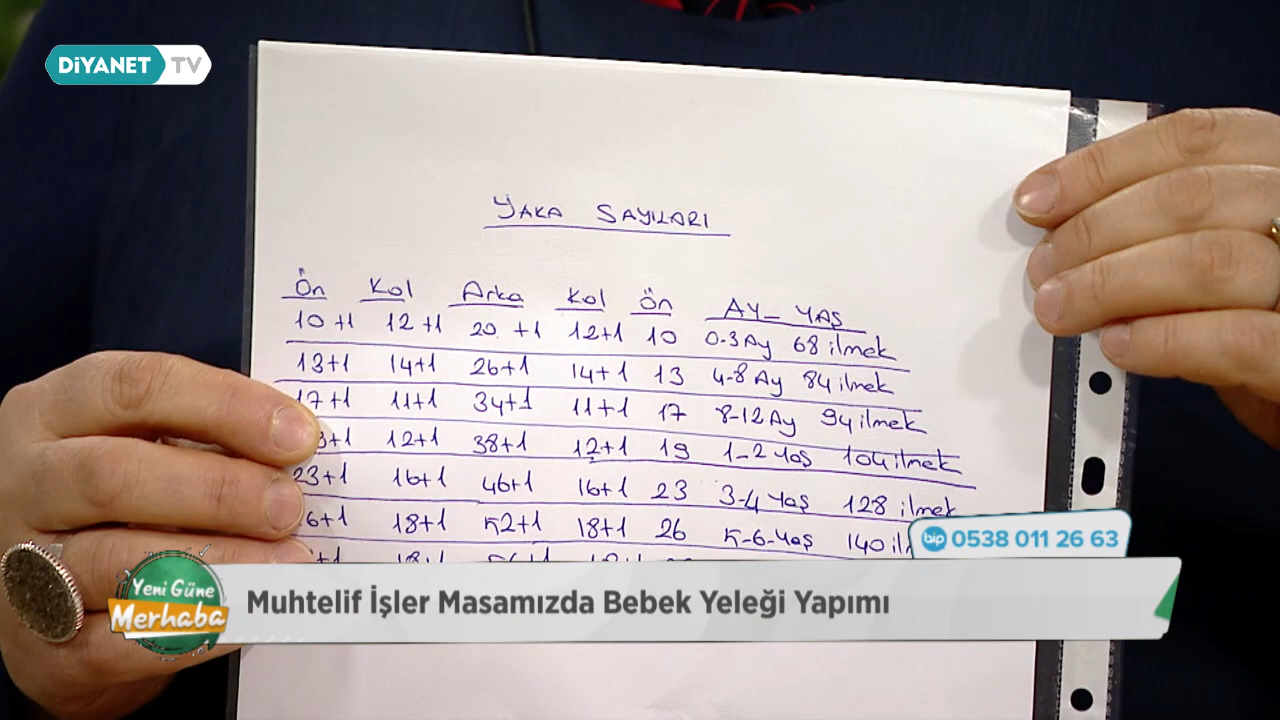 DİYANET TV
YAKA SAYILARI
Ön Kol Arka Kol Ön AY- YAŞ
10+1 12+1 20+1 12+1 10 0-3 Ay 68 ilmek
13+1 14+1 26+1 14+1 13 4-8 Ay 84 ilmek
17+1 11+1 34+1 11+1 17 8-12 Ay 94 ilmek
12+1 38+1 12+1 19 1-2 Yaş 104 ilmek
23+1 16+1 46+1 16+1 23 3-4 Yaş 128 ilmek
18+1 52+1 18+1 26 5-6-Yaş 140
bip 0538 011 26 63
Yeni Güne
Merhaba
Muhtelif İşler Masamızda Bebek Yeleği Yapımı